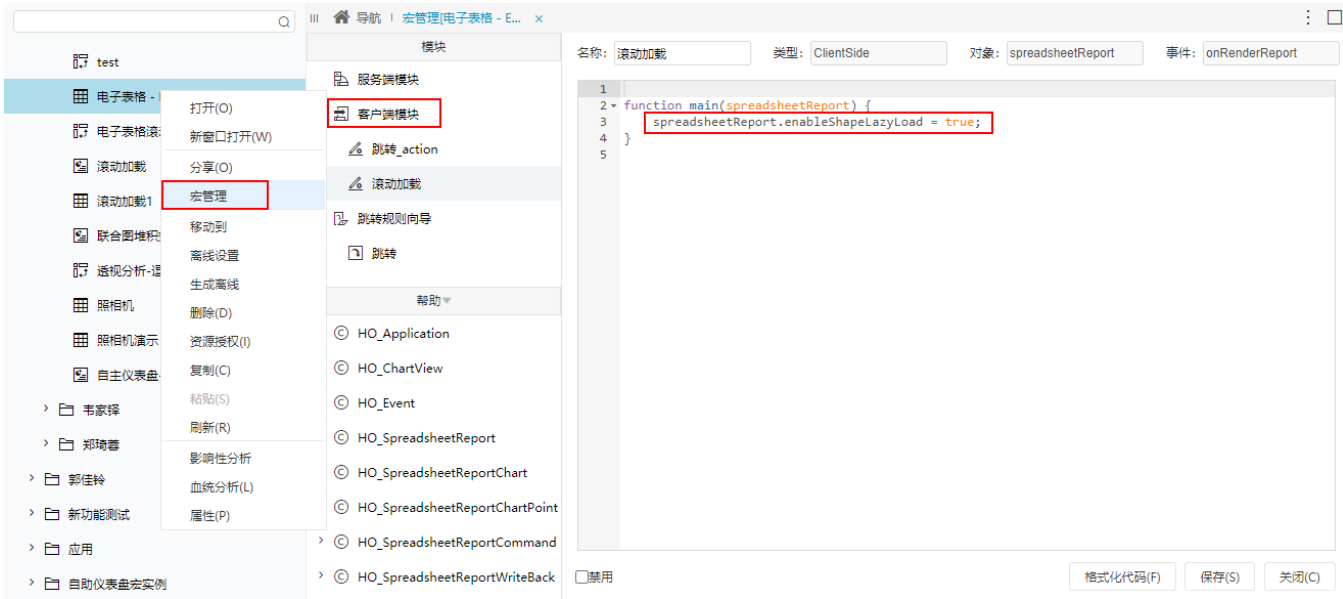 导航
宏管理[电子表格 - E...
test
电子表格 -
电子表格滚
滚动加载
滚动加载1
联合图堆积
透视分析-
照相机
照相机演示
自主仪表盘
韦家铎
郑琦蓉
郭佳铃
新功能测试
应用
自助仪表盘宏实例
打开(O)
新窗口打开(W)
分享(O)
宏管理
移动到
离线设置
生成离线
删除(D)
资源授权(I)
复制(C)
粘贴(S)
刷新(R)
影响性分析
血统分析(L)
属性(P)
模块
服务端模块
客户端模块
跳转_action
滚动加载
跳转规则向导
跳转
帮助
HO_Application
HO_ChartView
HO_Event
HO_SpreadsheetReport
HO_SpreadsheetReportChart
HO_SpreadsheetReportChartPoint
HO_SpreadsheetReportCommand
HO_SpreadsheetReportWriteBack
名称: 滚动加载 类型: ClientSide 对象: spreadsheetReport 事件: onRenderReport
1
2 function main(spreadsheetReport) {
3 spreadsheetReport.enableShapeLazyLoad = true;
4 }
5
禁用 格式化代码(F) 保存(S) 关闭(C)